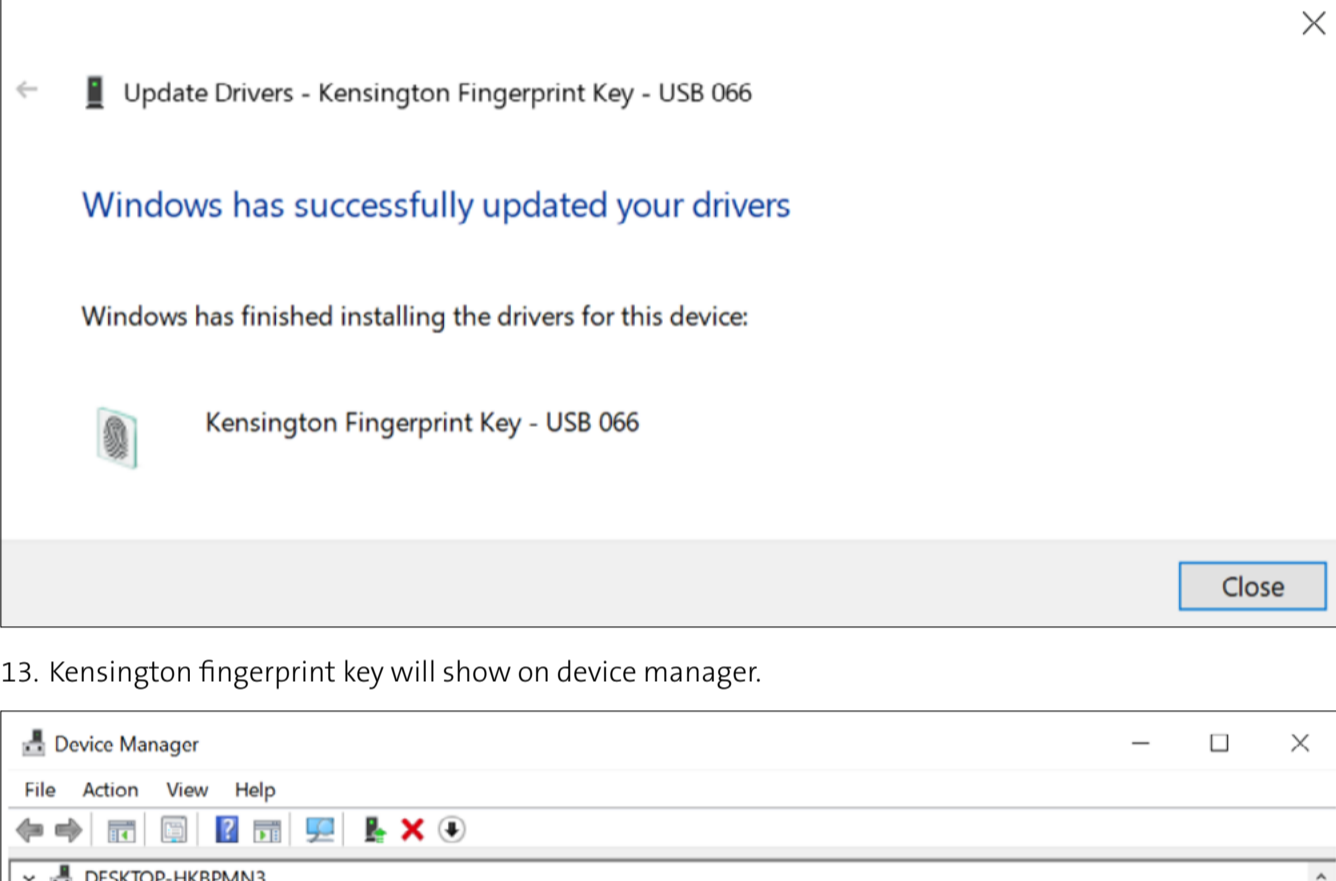 Update Drivers - Kensington Fingerprint Key - USB 066
Windows has successfully updated your drivers
Windows has finished installing the drivers for this device:
Kensington Fingerprint Key - USB 066
Close
13. Kensington fingerprint key will show on device manager.
Device Manager
File Action View Help
DESKTOP-HKBPMN3